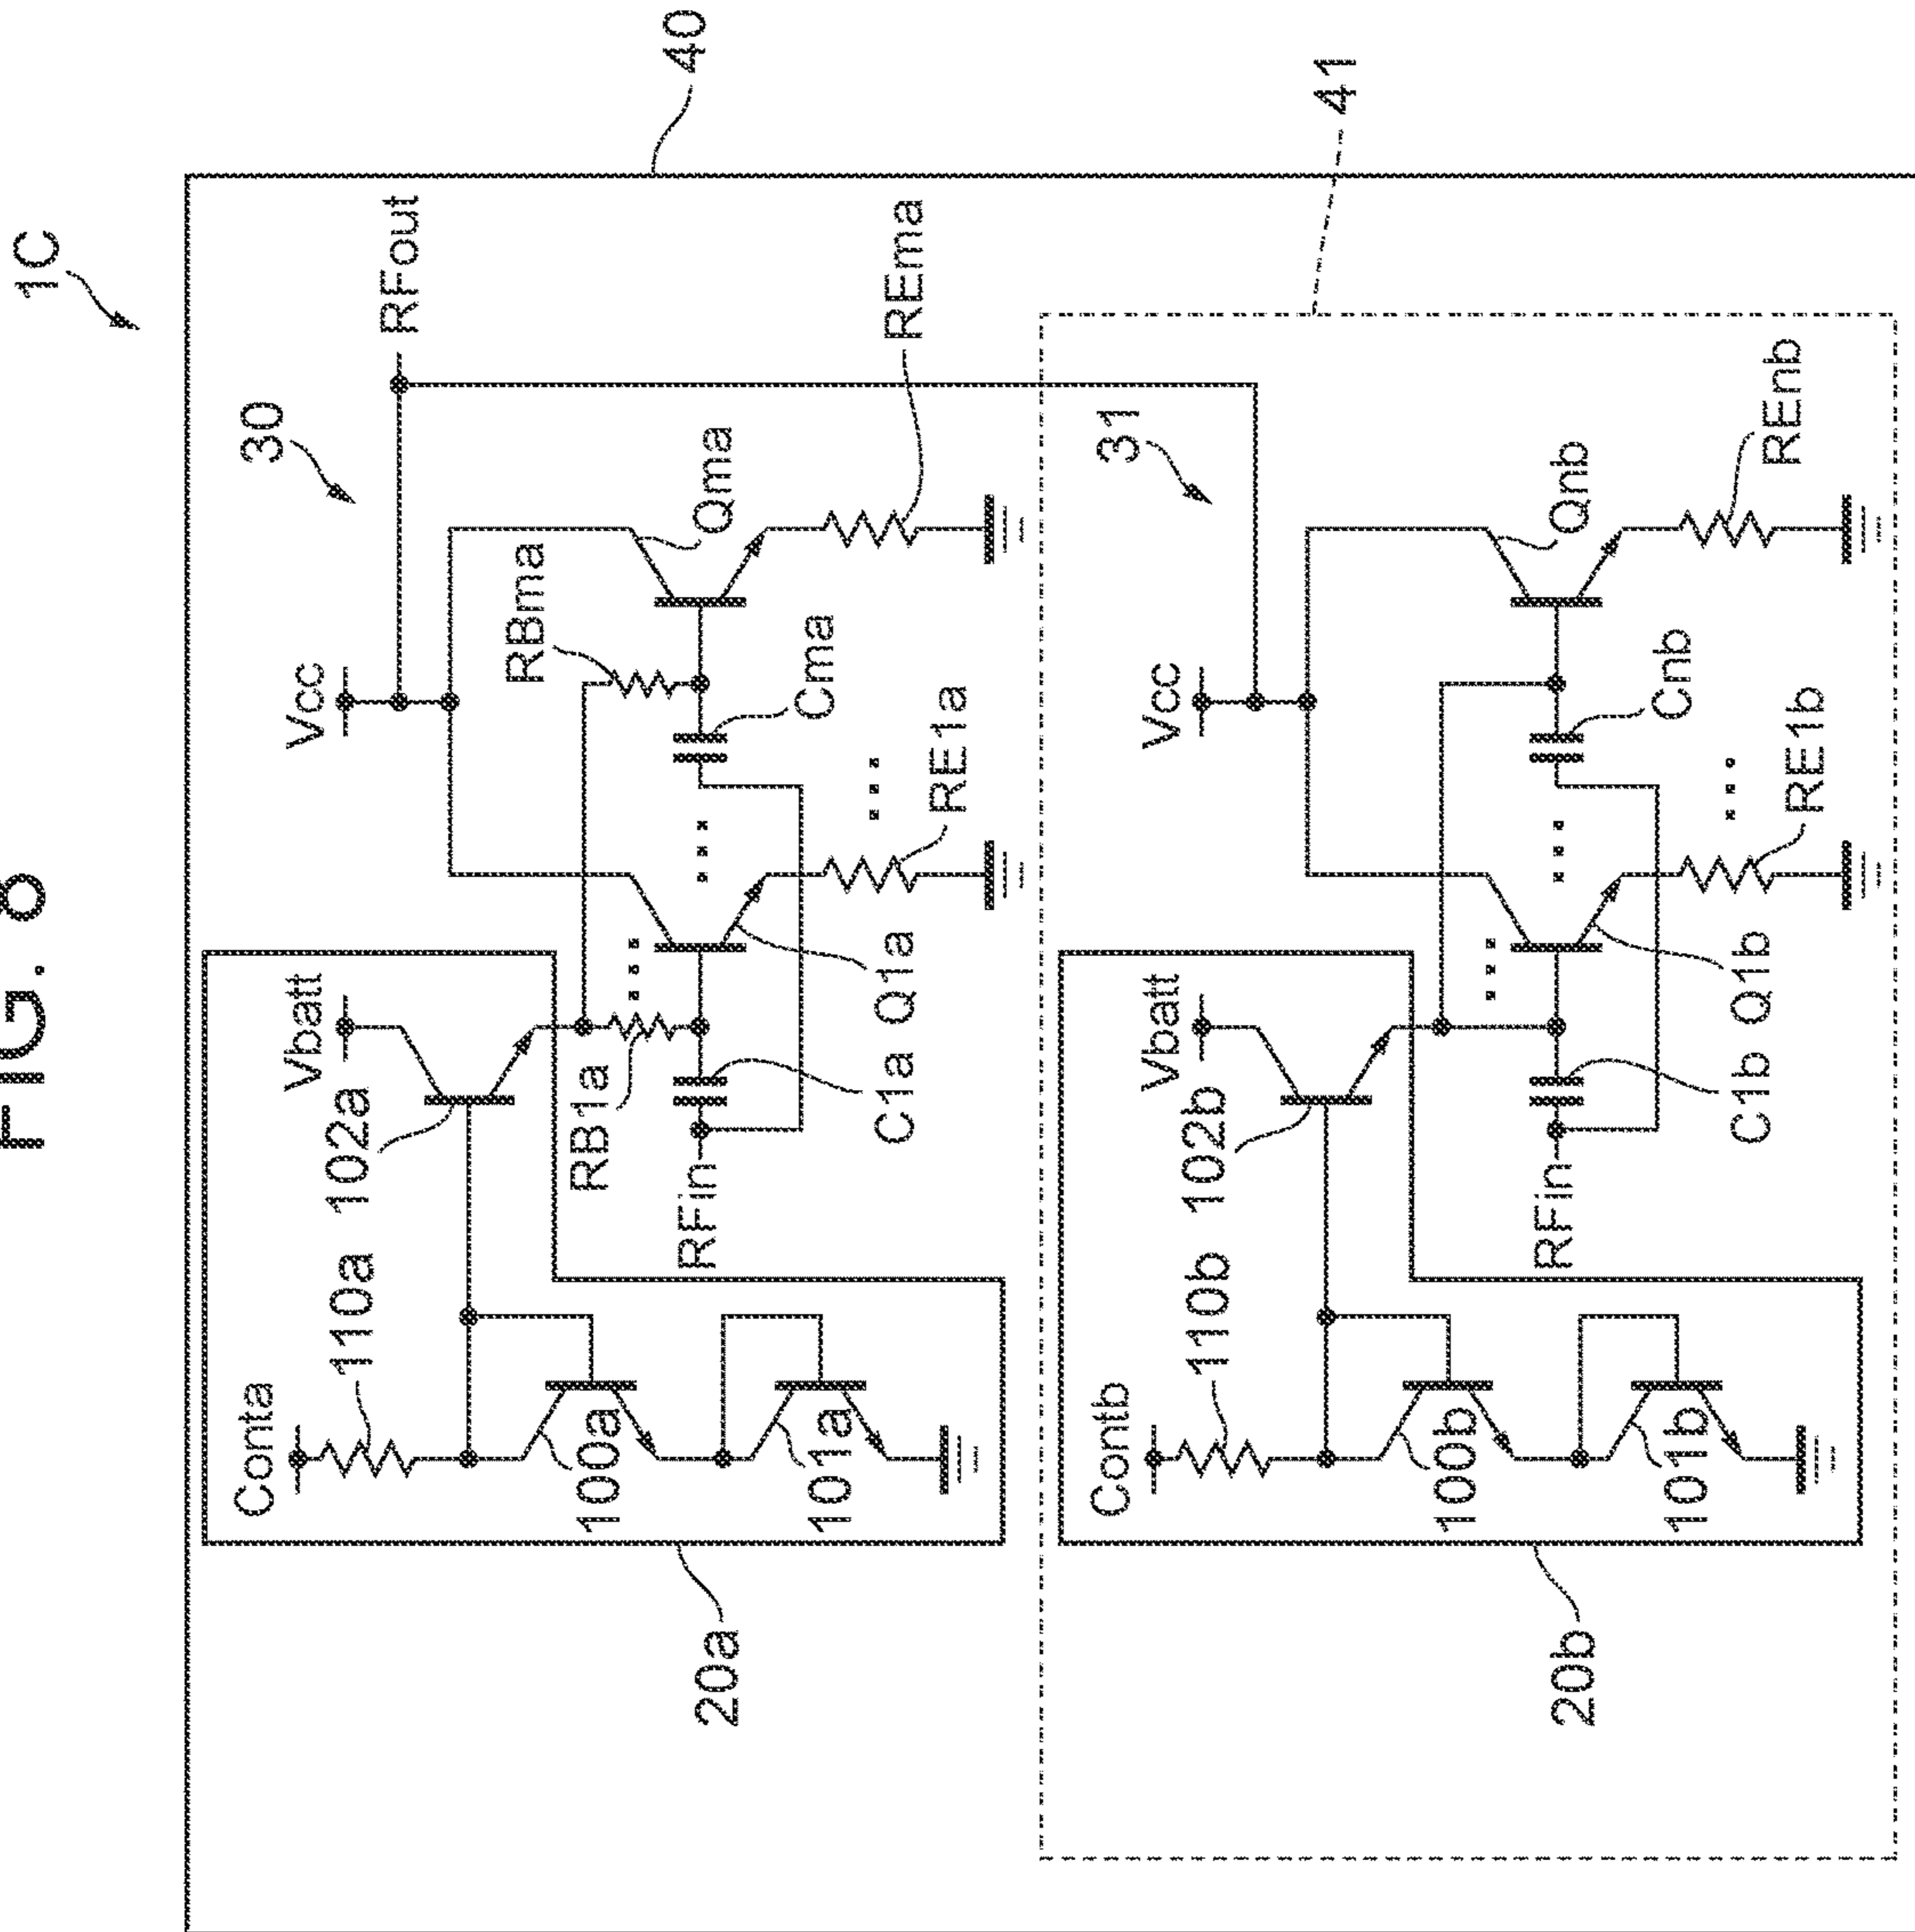 FIG. 8
1C
Conta
30
Vbatt
Vcc
110a
102a
RFout
RBma
RB1a
100a
40
RFin
20a
Qma
Cma
101a
C1a
Q1a
REma
RE1a
Contb
31
Vbatt
Vcc
110b
102b
41
100b
RFin
20b
Qnb
Cnb
101b
C1b
Q1b
REnb
RE1b